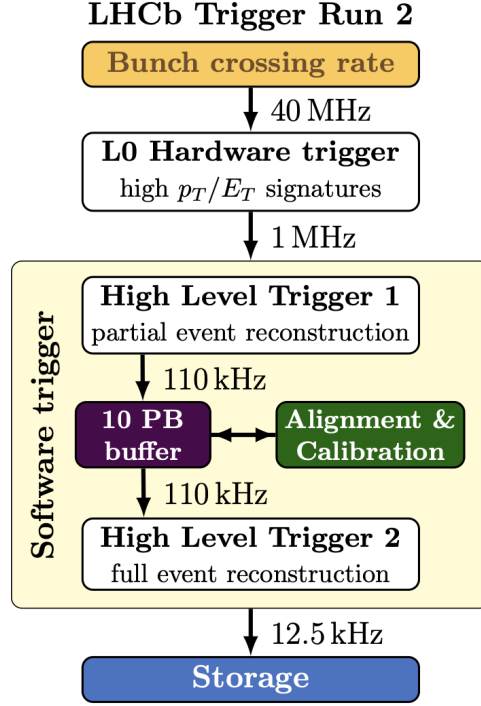 LHCb Trigger Run 2
Bunch crossing rate
40 MHz
L0 Hardware trigger
high p_T/E_T signatures
1 MHz
Software trigger
High Level Trigger 1
partial event reconstruction
110 kHz
10 PB
buffer
Alignment &
Calibration
110 kHz
High Level Trigger 2
full event reconstruction
12.5 kHz
Storage